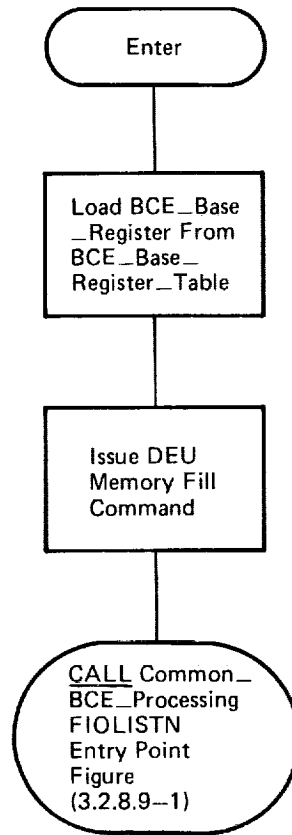 Enter
Load BCE_Base
_Register From
BCE_Base_
Register_Table
Issue DEU
Memory Fill
Command
CALL Common_
BCE_Processing
FIOLISTN
Entry Point
Figure
(3.2.8.9–1)